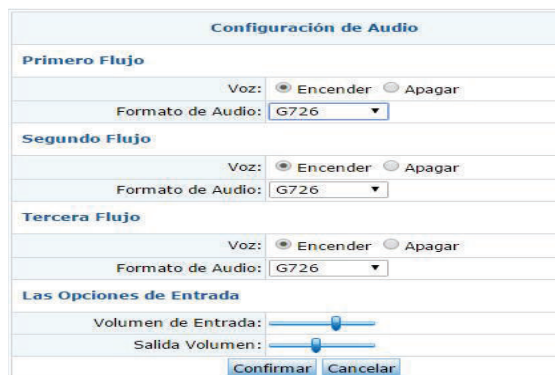 Configuración de Audio
Primero Flujo
Voz: Encender Apagar
Formato de Audio: G726
Segundo Flujo
Voz: Encender Apagar
Formato de Audio: G726
Tercera Flujo
Voz: Encender Apagar
Formato de Audio: G726
Las Opciones de Entrada
Volumen de Entrada:
Salida Volumen:
Confirmar Cancelar